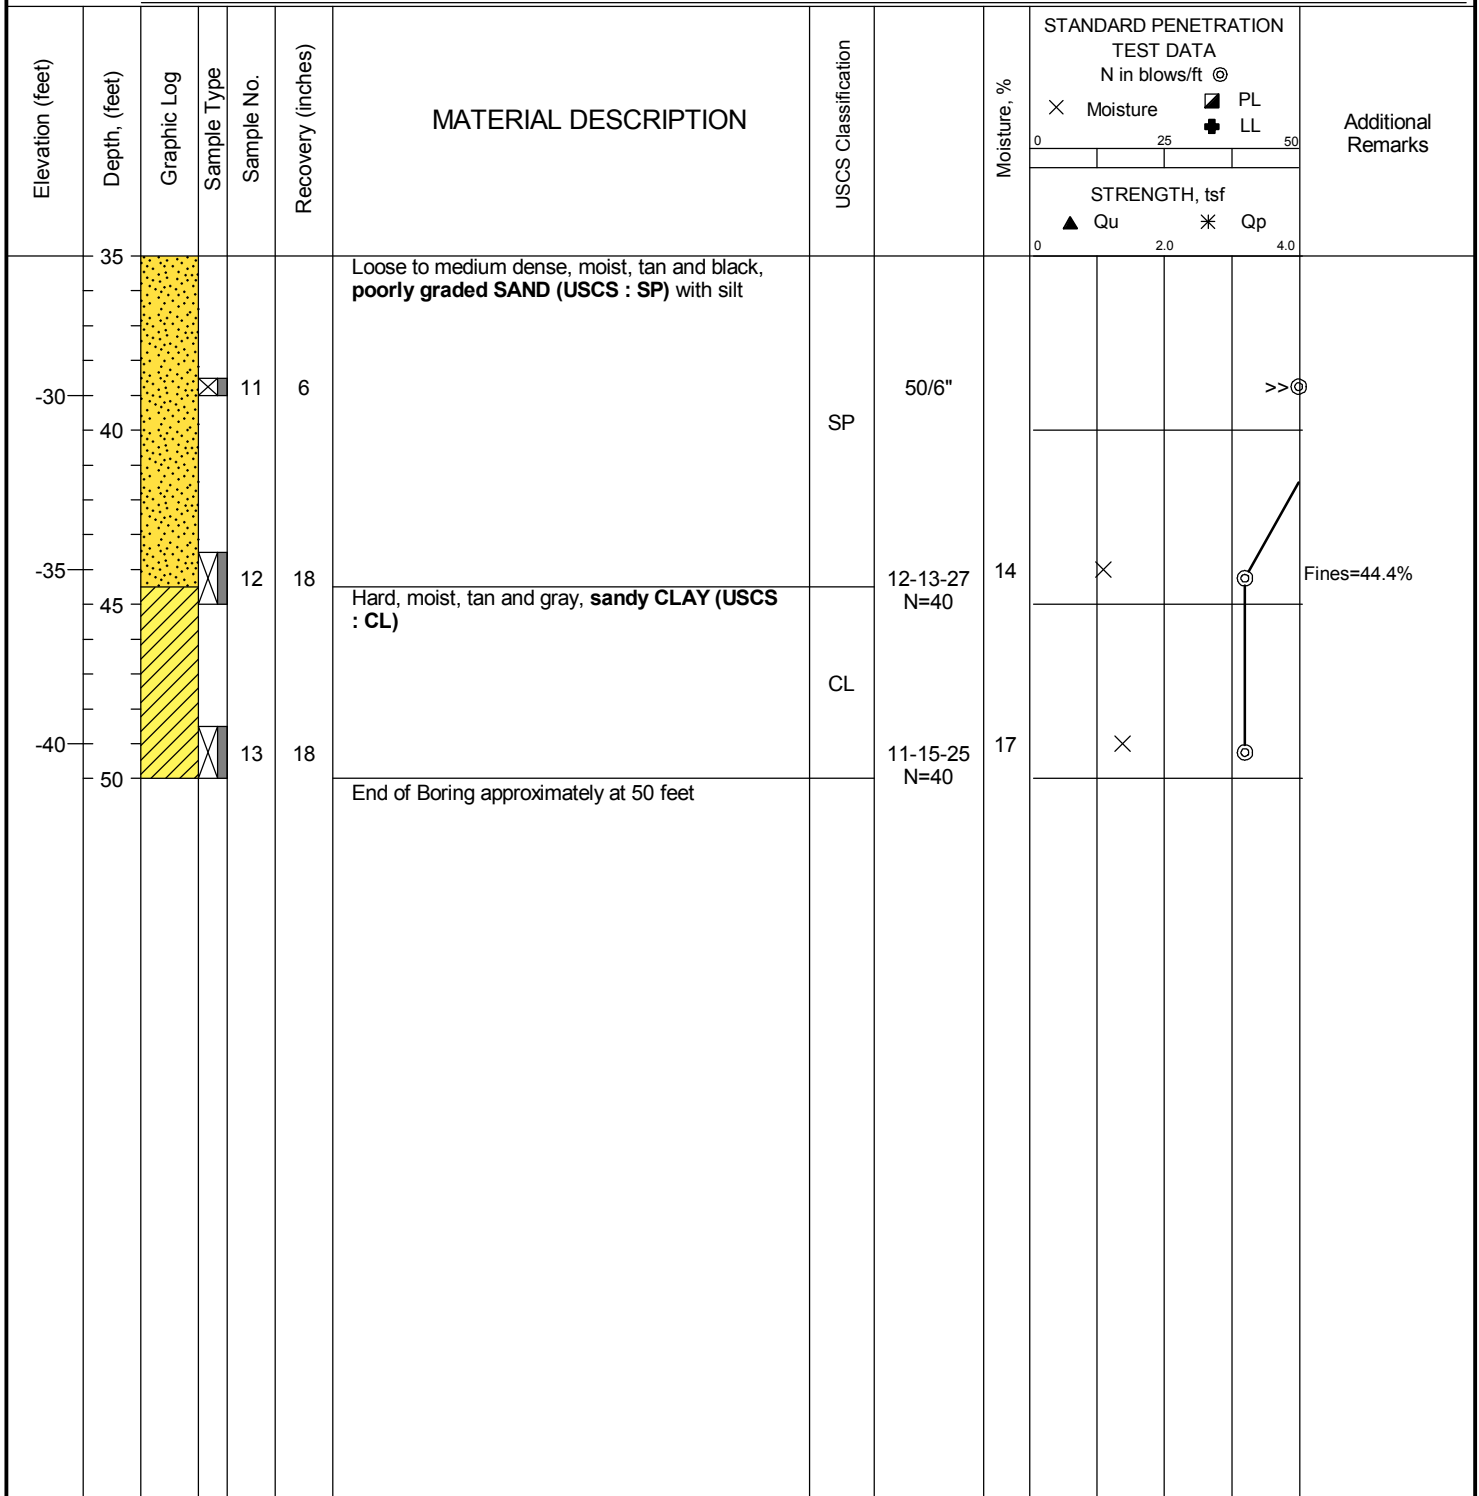 Elevation (feet)
Depth, (feet)
Graphic Log
Sample Type
Sample No.
Recovery (inches)
MATERIAL DESCRIPTION
USCS Classification
Moisture, %
STANDARD PENETRATION
TEST DATA
N in blows/ft
Moisture
PL
LL
0 25 50
STRENGTH, tsf
Qu Qp
0 2.0 4.0
Additional
Remarks
35
Loose to medium dense, moist, tan and black,
poorly graded SAND (USCS : SP) with silt
-30
11 6 50/6" >>
40
SP
-35
12 18 12-13-27 14 Fines=44.4%
N=40
45
Hard, moist, tan and gray, sandy CLAY (USCS
: CL)
CL
-40
13 18 11-15-25 17
N=40
50
End of Boring approximately at 50 feet